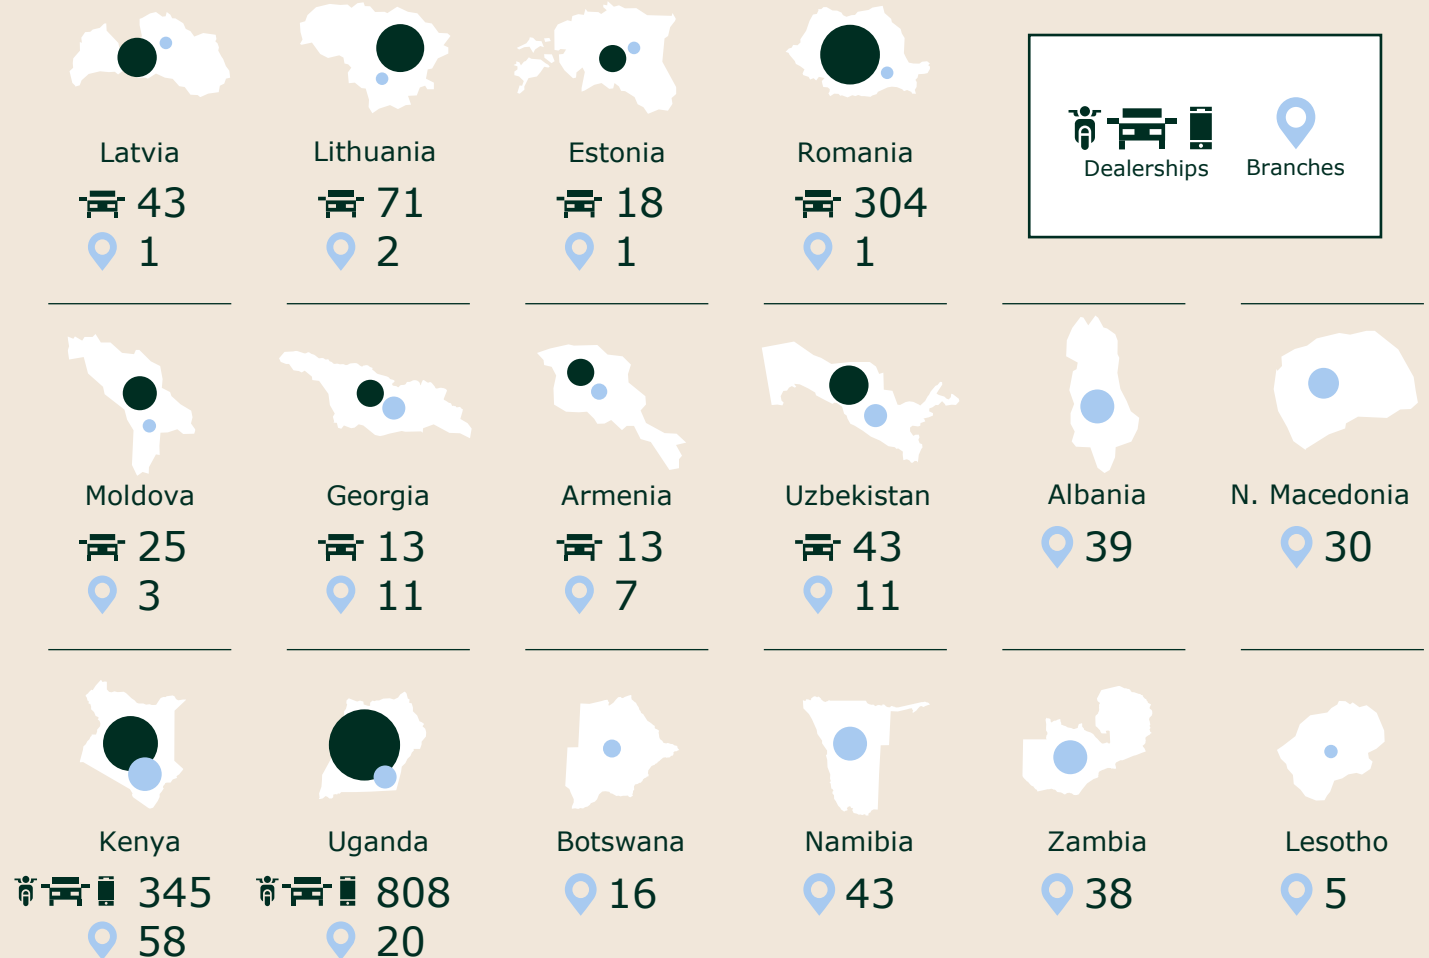 Latvia
43
1
Lithuania
71
2
Estonia
18
1
Romania
304
1
Dealerships
Branches
Moldova
25
3
Georgia
13
11
Armenia
13
7
Uzbekistan
43
11
Albania
39
N. Macedonia
30
Kenya
345
58
Uganda
808
20
Botswana
16
Namibia
43
Zambia
38
Lesotho
5